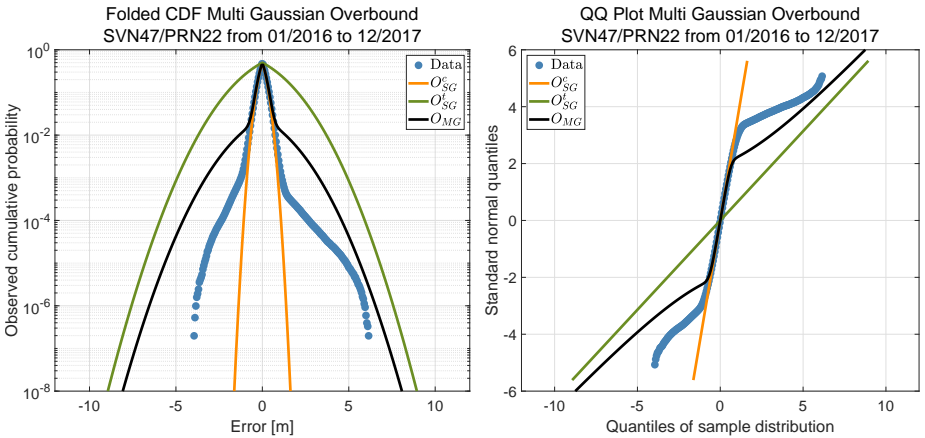 Folded CDF Multi Gaussian Overbound
SVN47/PRN22 from 01/2016 to 12/2017
Observed cumulative probability
10^0
10^-2
10^-4
10^-6
10^-8
-10 -5 0 5 10
Error [m]
Data
O^c_SG
O^t_SG
O_MG
QQ Plot Multi Gaussian Overbound
SVN47/PRN22 from 01/2016 to 12/2017
Standard normal quantiles
6
4
2
0
-2
-4
-6
-10 -5 0 5 10
Quantiles of sample distribution
Data
O^c_SG
O^t_SG
O_MG